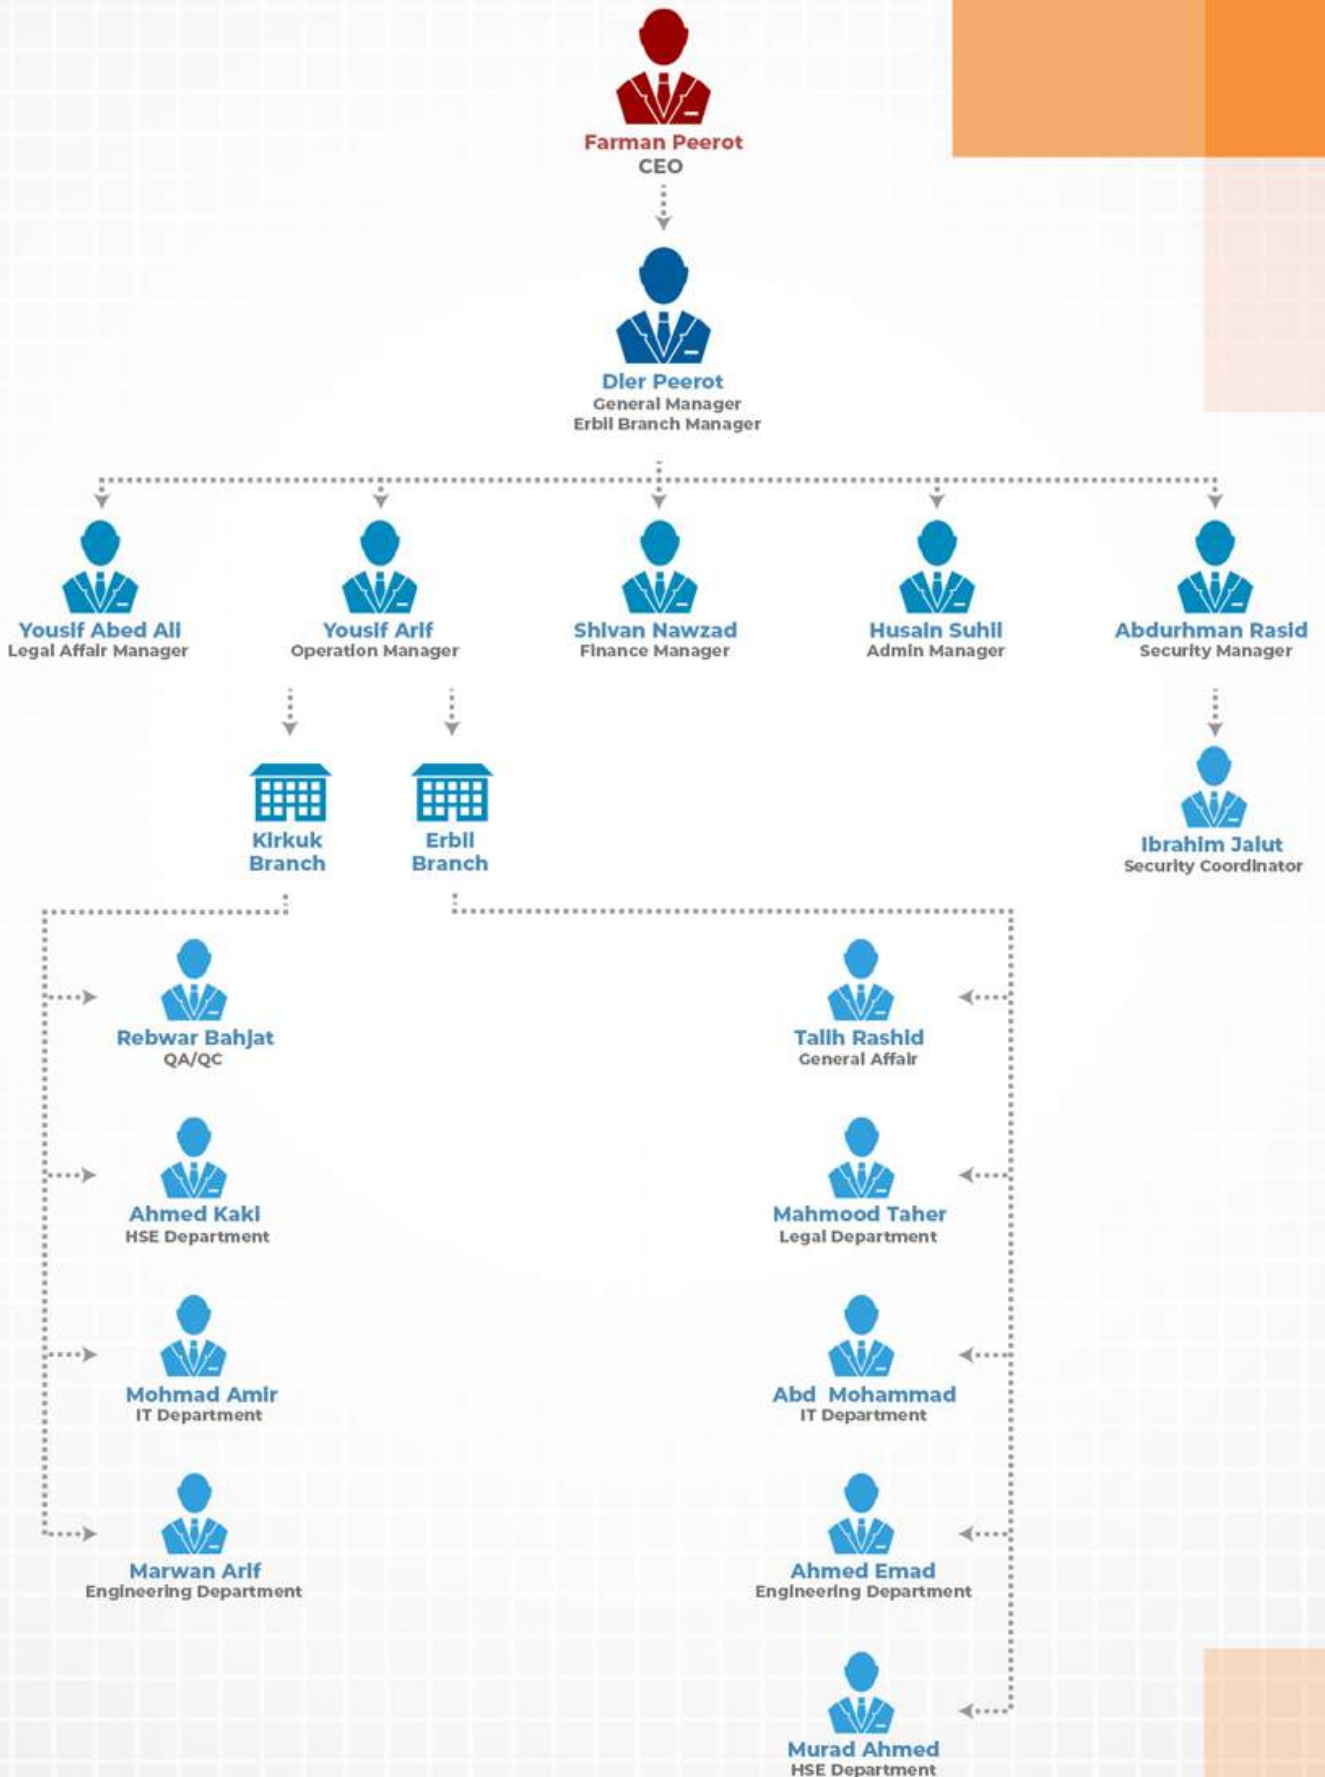 Farman Peerot
CEO
Dler Peerot
General Manager
Erbil Branch Manager
Yousif Abed Ali
Legal Affair Manager
Yousif Arif
Operation Manager
Shivan Nawzad
Finance Manager
Husain Suhil
Admin Manager
Abdurhman Rasid
Security Manager
Kirkuk
Branch
Erbil
Branch
Ibrahim Jalut
Security Coordinator
Rebwar Bahjat
QA/QC
Talih Rashid
General Affair
Ahmed Kaki
HSE Department
Mahmood Taher
Legal Department
Mohmad Amir
IT Department
Abd Mohammad
IT Department
Marwan Arif
Engineering Department
Ahmed Emad
Engineering Department
Murad Ahmed
HSE Department